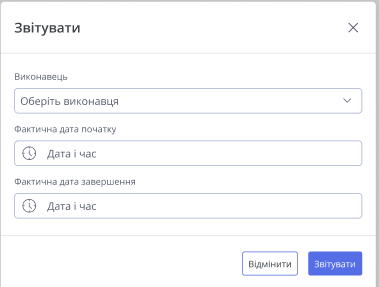 Звітувати
Виконавець
Оберіть виконавця
Фактична дата початку
Дата і час
Фактична дата завершення
Дата і час
Відмінити Звітувати